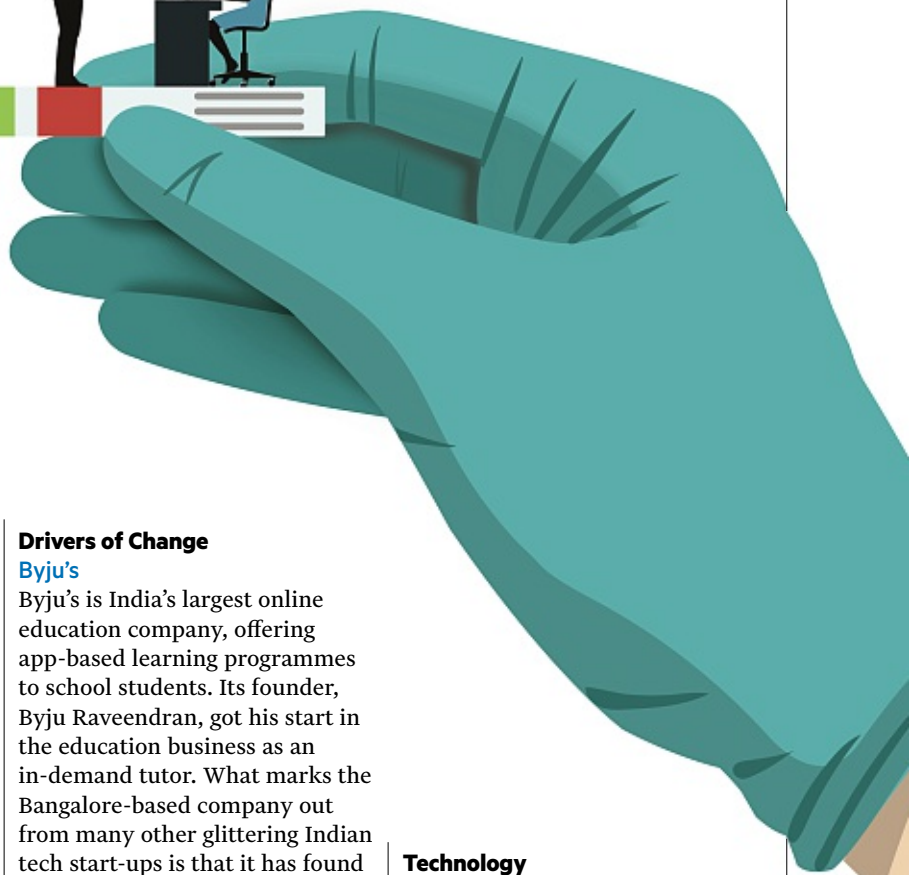 Drivers of Change
Byju’s
Byju’s is India’s largest online
education company, offering
app-based learning programmes
to school students. Its founder,
Byju Raveendran, got his start in
the education business as an
in-demand tutor. What marks the
Bangalore-based company out
from many other glittering Indian
tech start-ups is that it has found
Technology